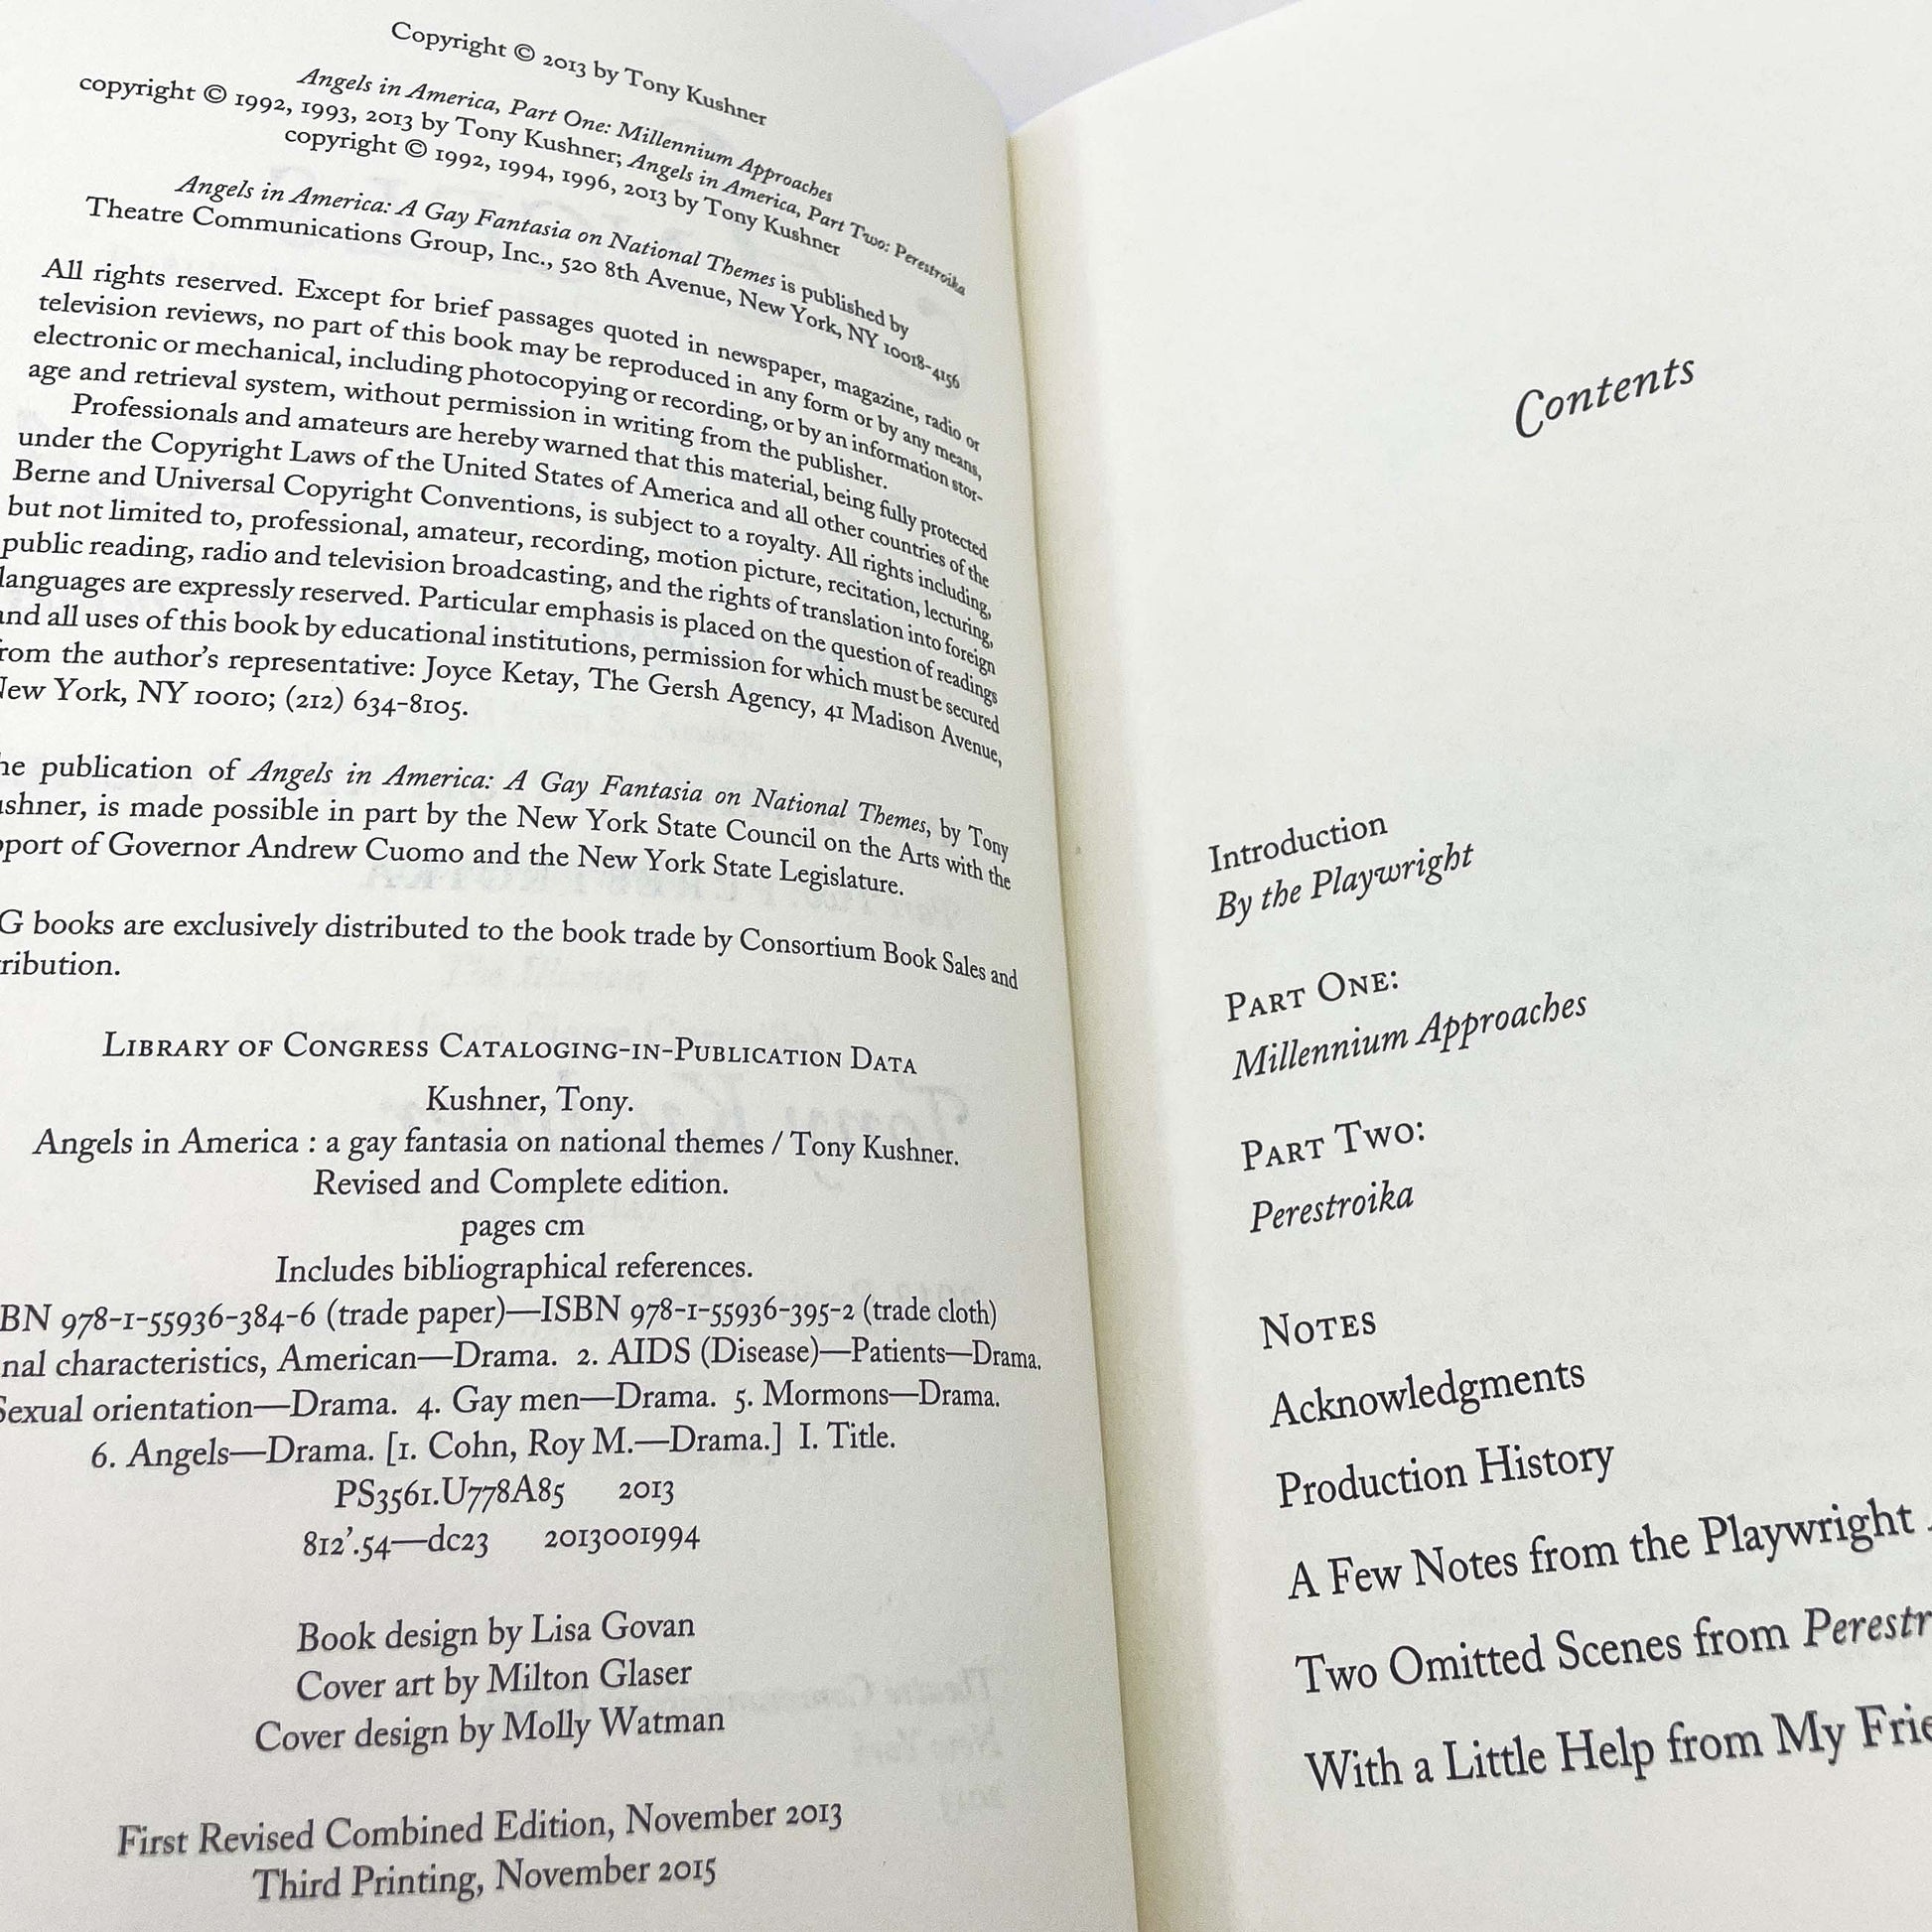 Copyright © 2013 by Tony Kushner
Angels in America, Part One: Millennium Approaches
copyright © 1992, 1993, 2013 by Tony Kushner; Angels in America, Part Two: Perestroika
copyright © 1992, 1994, 1996, 2013 by Tony Kushner
Angels in America: A Gay Fantasia on National Themes is published by
Theatre Communications Group, Inc., 520 8th Avenue, New York, NY 10018-4156
All rights reserved. Except for brief passages quoted in newspaper, magazine, radio or
television reviews, no part of this book may be reproduced in any form or by any means,
electronic or mechanical, including photocopying or recording, or by an information stor-
age and retrieval system, without permission in writing from the publisher.
Professionals and amateurs are hereby warned that this material, being fully protected
under the Copyright Laws of the United States of America and all other countries of the
Berne and Universal Copyright Conventions, is subject to a royalty. All rights including,
but not limited to, professional, amateur, recording, motion picture, recitation, lecturing,
public reading, radio and television broadcasting, and the rights of translation into foreign
languages are expressly reserved. Particular emphasis is placed on the question of readings
and all uses of this book by educational institutions, permission for which must be secured
from the author's representative: Joyce Ketay, The Gersh Agency, 41 Madison Avenue,
New York, NY 10010; (212) 634-8105.
he publication of Angels in America: A Gay Fantasia on National Themes, by Tony
ushner, is made possible in part by the New York State Council on the Arts with the
pport of Governor Andrew Cuomo and the New York State Legislature.
G books are exclusively distributed to the book trade by Consortium Book Sales and
tribution.
Library of Congress Cataloging-in-Publication Data
Kushner, Tony.
Angels in America : a gay fantasia on national themes / Tony Kushner.
Revised and Complete edition.
pages cm
Includes bibliographical references.
BN 978-1-55936-384-6 (trade paper)—ISBN 978-1-55936-395-2 (trade cloth)
nal characteristics, American—Drama. 2. AIDS (Disease)—Patients—Drama.
Sexual orientation—Drama. 4. Gay men—Drama. 5. Mormons—Drama.
6. Angels—Drama. [1. Cohn, Roy M.—Drama.] I. Title.
PS3561.U778A85 2013
812'.54—dc23 2013001994
Book design by Lisa Govan
Cover art by Milton Glaser
Cover design by Molly Watman
First Revised Combined Edition, November 2013
Third Printing, November 2015
Contents
Introduction
By the Playwright
Part One:
Millennium Approaches
Part Two:
Perestroika
Notes
Acknowledgments
Production History
A Few Notes from the Playwright
Two Omitted Scenes from Perestr
With a Little Help from My Frie